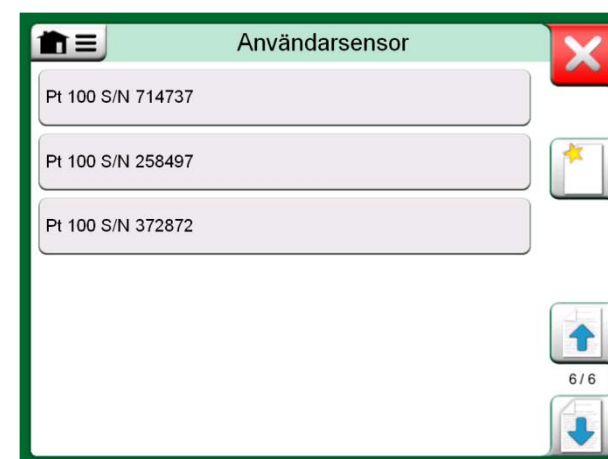 Användarsensor
Pt 100 S/N 714737
Pt 100 S/N 258497
Pt 100 S/N 372872
6/6